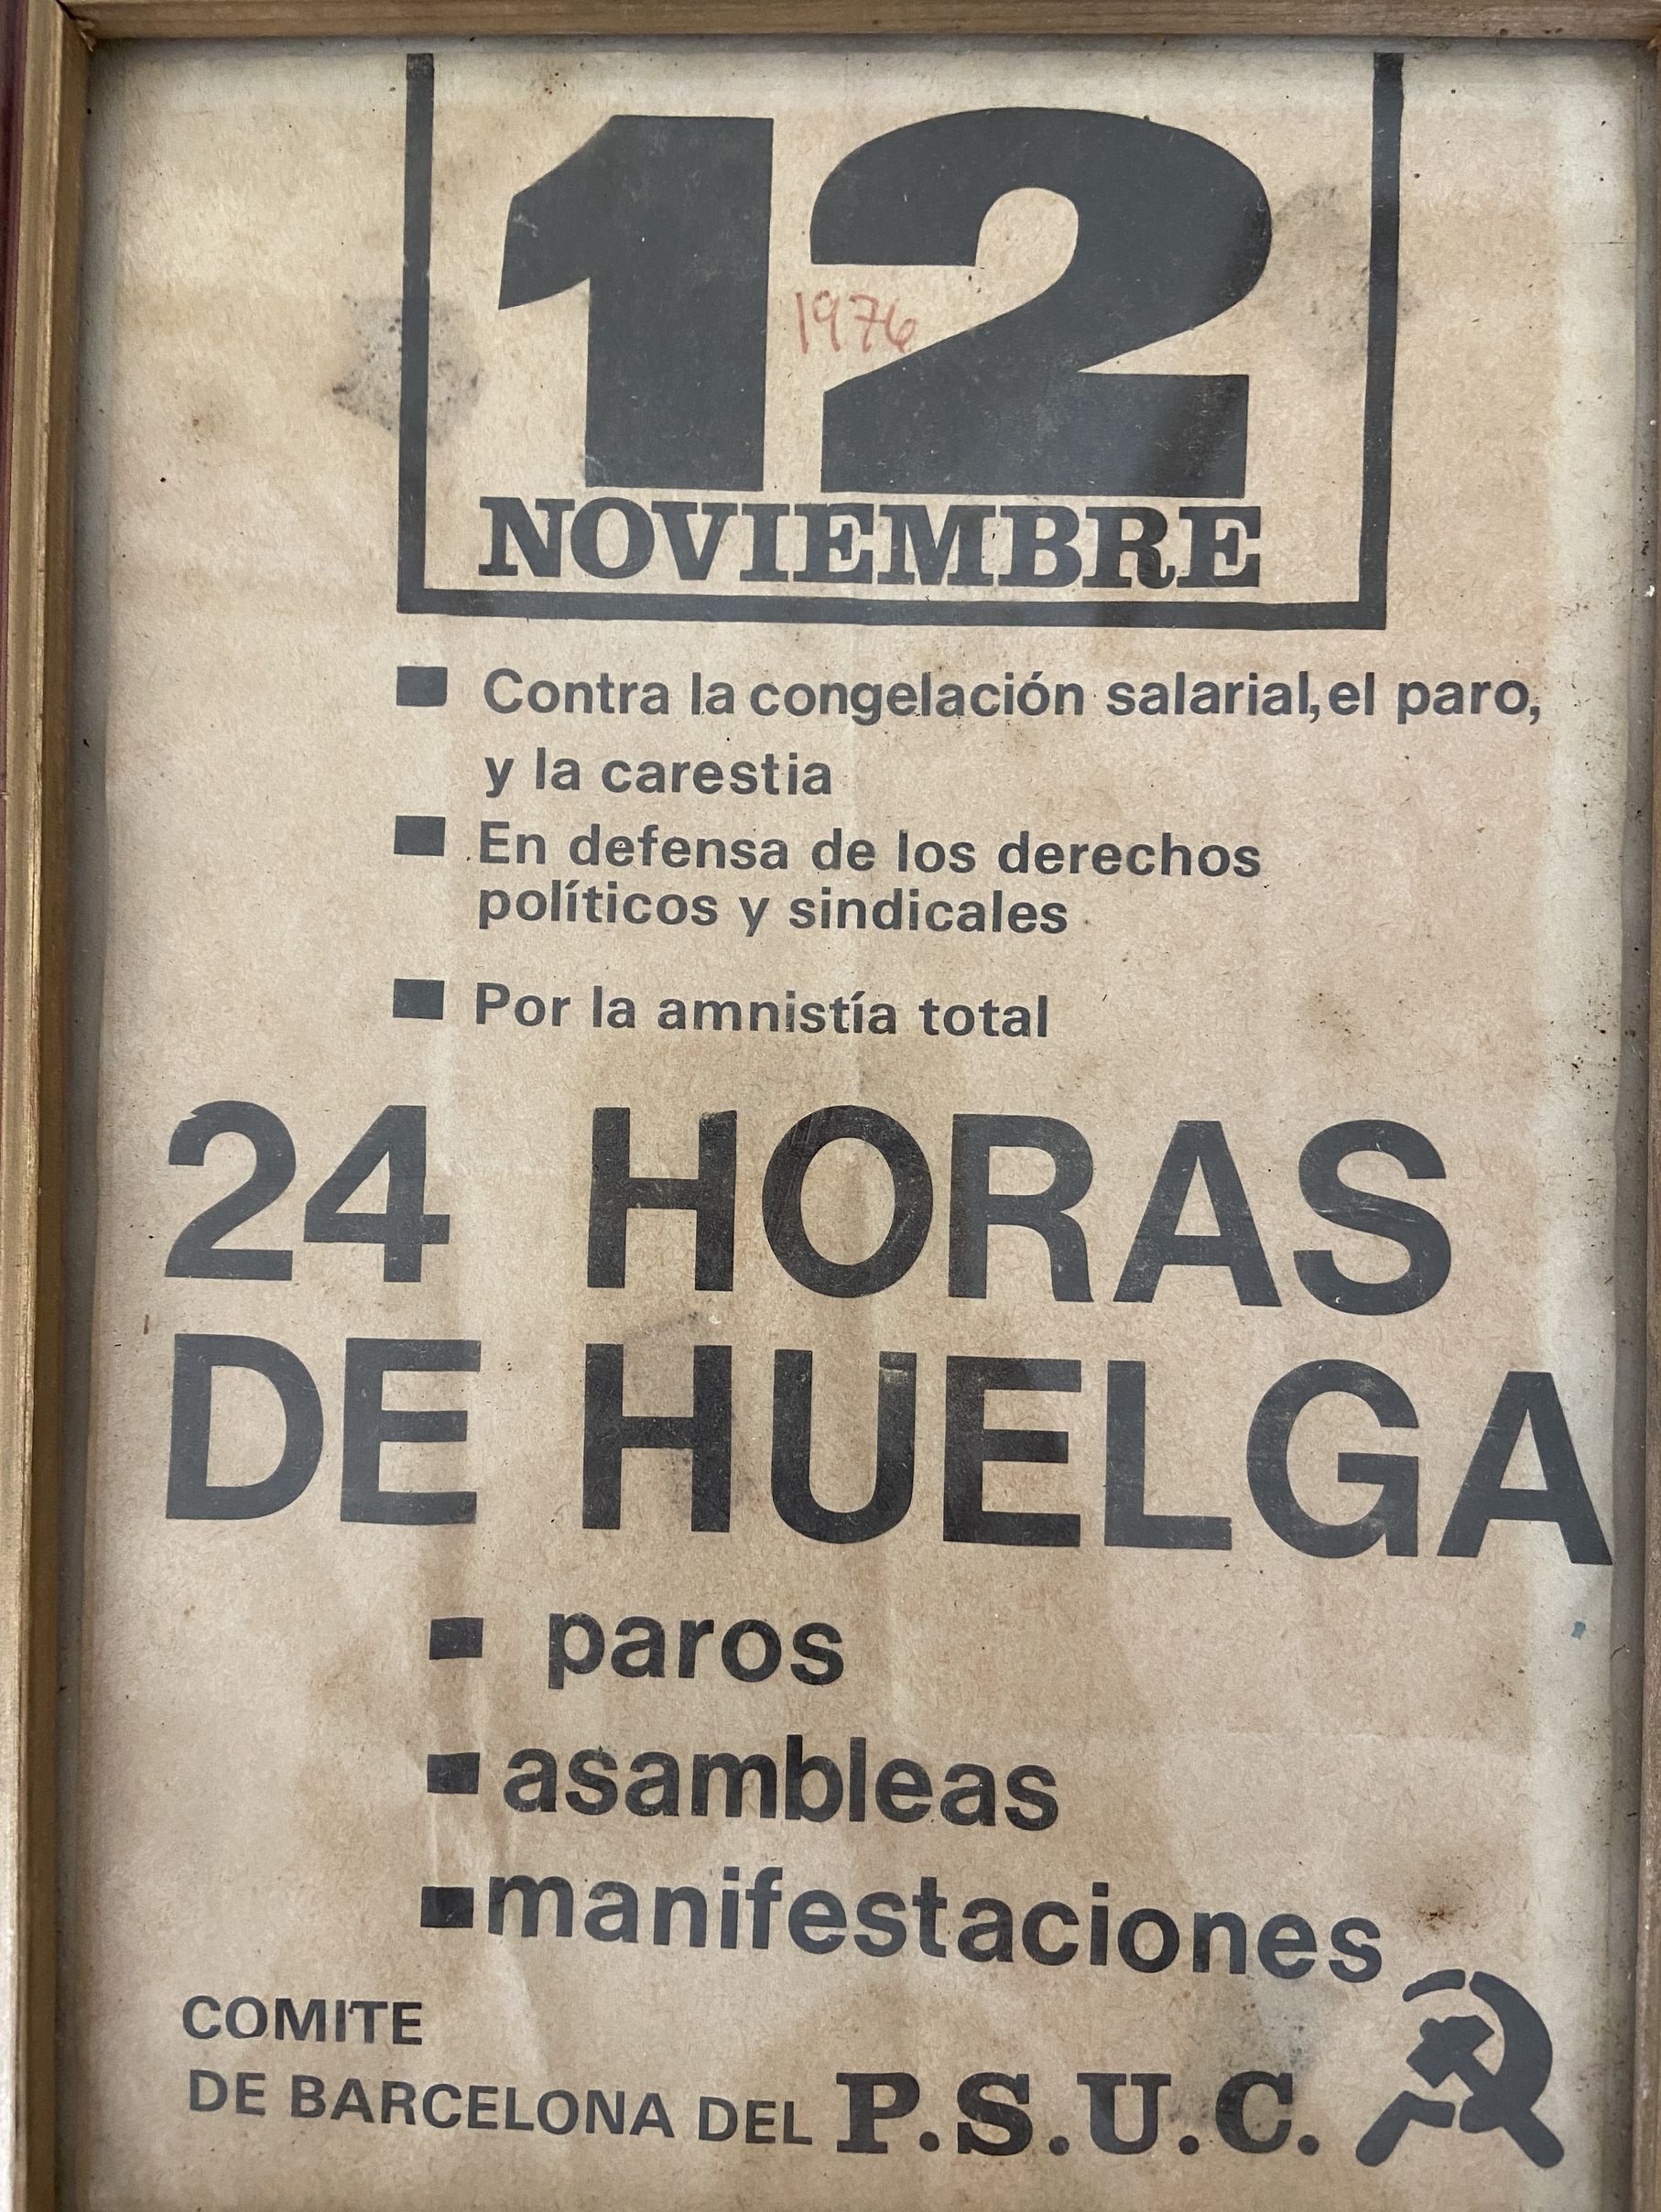 12
1976
NOVIEMBRE
Contra la congelación salarial, el paro,
y la carestia
En defensa de los derechos
políticos y sindicales
Por la amnistía total
24 HORAS
DE HUELGA
paros
asambleas
manifestaciones
COMITE
DE BARCELONA DEL P.S.U.C.